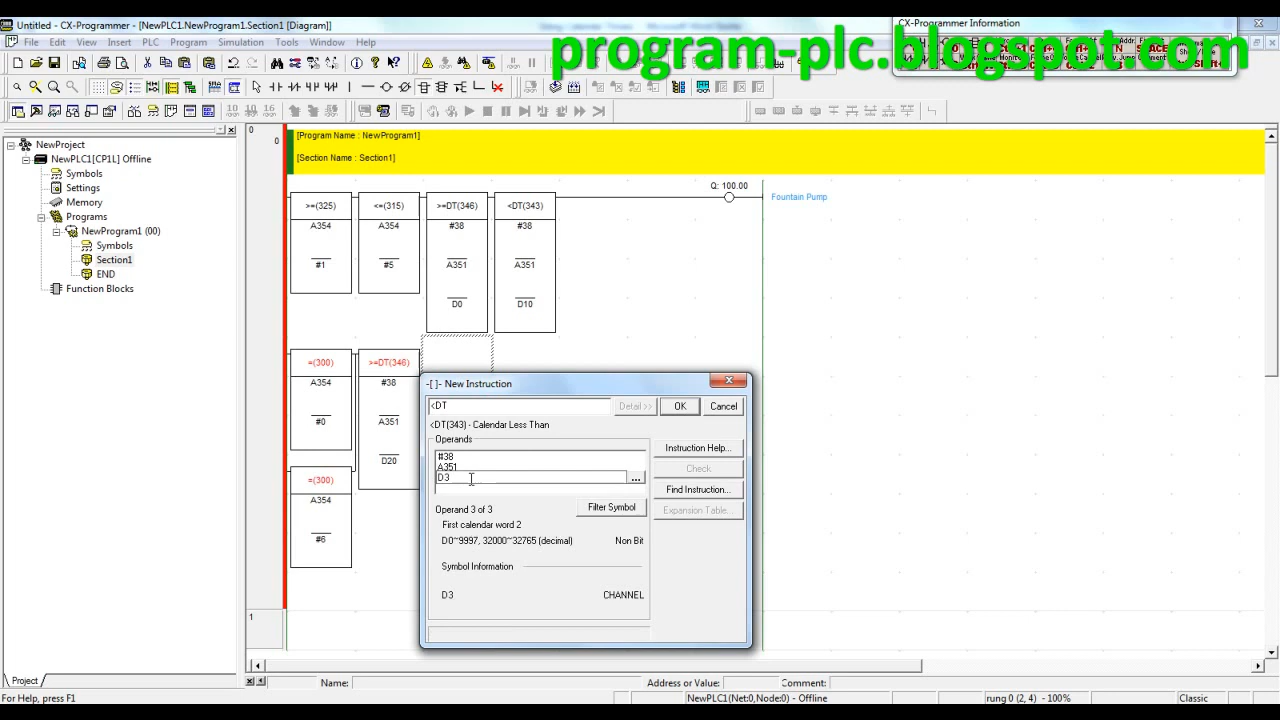 Untitled - CX-Programmer - [NewPLC1.NewProgram1.Section1 [Diagram]]
CX-Programmer Information
program-plc.blogspot.com
File Edit View Insert PLC Program Simulation Tools Window Help
NewProject
NewPLC1[CP1L] Offline
Symbols
Settings
Memory
Programs
NewProgram1 (00)
Symbols
Section1
END
Function Blocks
Project
0
0
[Program Name : NewProgram1]
[Section Name : Section1]
Q: 100.00
Fountain Pump
>=(325) <=(315) >=DT(346) <DT(343)
A354 A354 #38 #38
#1 #5 A351 A351
D0 D10
=(300) >=DT(346)
A354 #38
#0 A351
D20
=(300)
A354
#6
1
-[ ]- New Instruction
<DT
Detail >> OK Cancel
<DT(343) - Calendar Less Than
Operands
#38
A351
D3
...
Instruction Help...
Check
Find Instruction...
Expansion Table...
Operand 3 of 3
Filter Symbol
First calendar word 2
D0~9997, 32000~32765 (decimal) Non Bit
Symbol Information
D3 CHANNEL
Name: Address or Value: Comment:
For Help, press F1
NewPLC1(Net:0,Node:0) - Offline
rung 0 (2, 4) - 100%
Classic